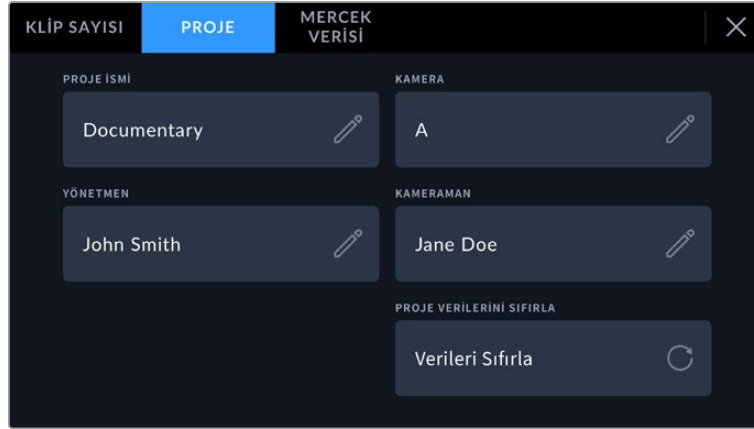 KLİP SAYISI
PROJE
MERCEK
VERİSİ
PROJE İSMİ
KAMERA
Documentary
A
YÖNETMEN
KAMERAMAN
John Smith
Jane Doe
PROJE VERİLERİNİ SIFIRLA
Verileri Sıfırla